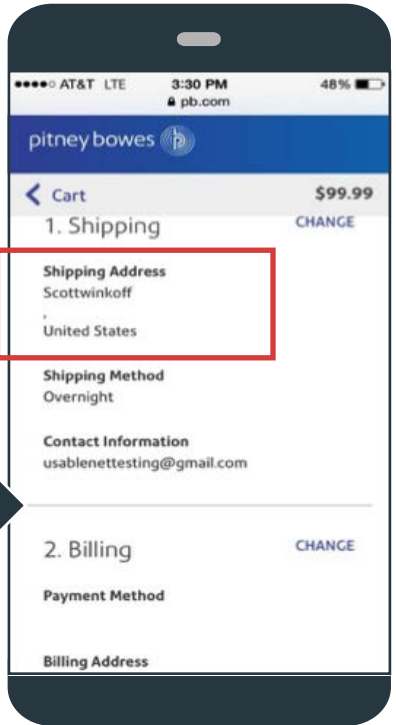 AT&T LTE 3:30 PM 48%
pb.com
pitney bowes
Cart $99.99
1. Shipping CHANGE
Shipping Address
Scottwinkoff
,
United States
Shipping Method
Overnight
Contact Information
usablenettesting@gmail.com
2. Billing CHANGE
Payment Method
Billing Address